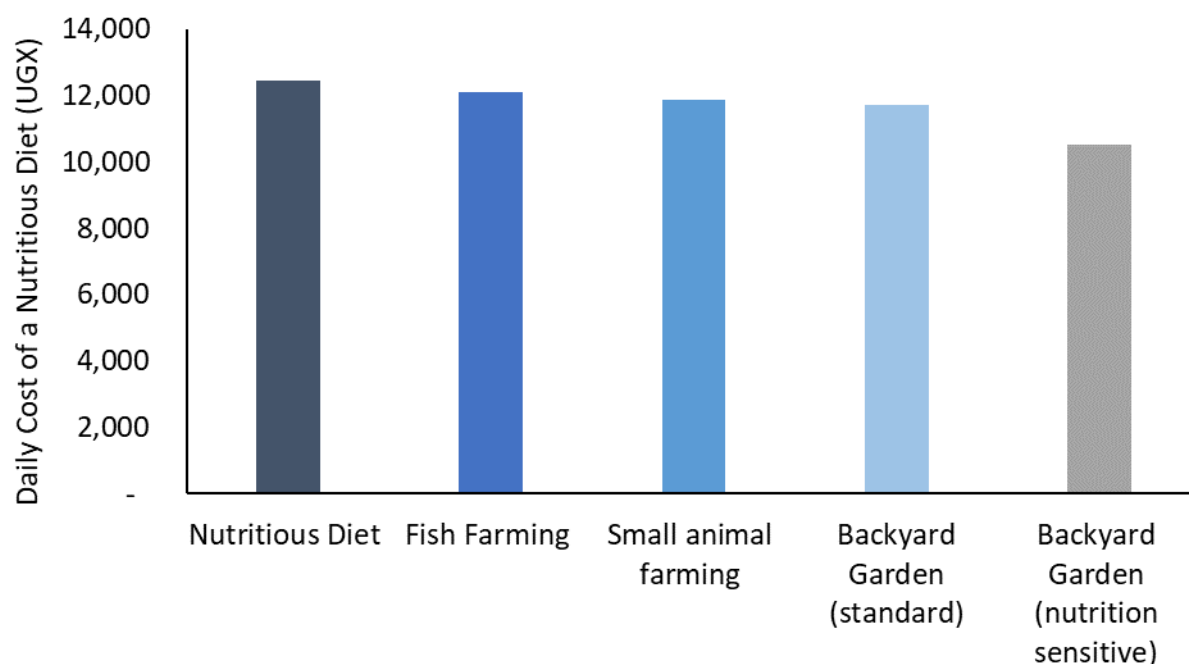 Daily Cost of a Nutritious Diet (UGX)
14,000
12,000
10,000
8,000
6,000
4,000
2,000
-
Nutritious Diet
Fish Farming
Small animal
farming
Backyard
Garden
(standard)
Backyard
Garden
(nutrition
sensitive)